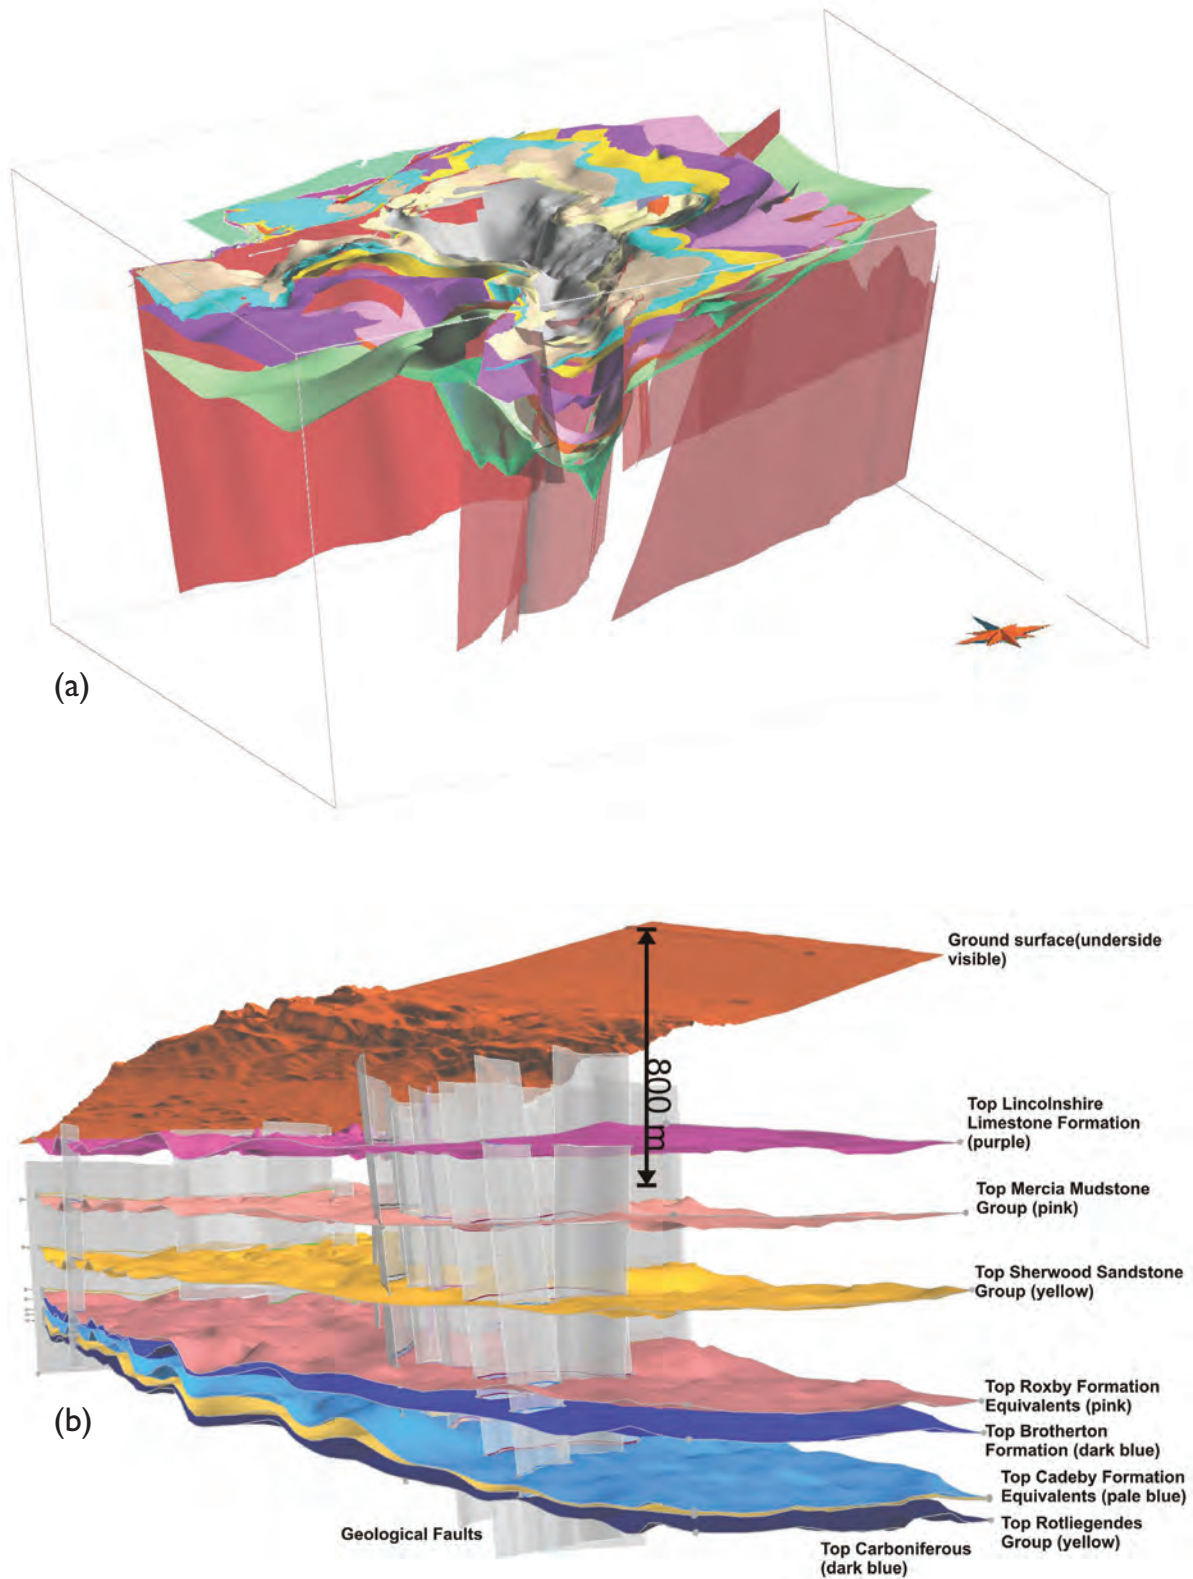 (a)
Ground surface(underside
visible)
800 m
Top Lincolnshire
Limestone Formation
(purple)
Top Mercia Mudstone
Group (pink)
Top Sherwood Sandstone
Group (yellow)
Top Roxby Formation
Equivalents (pink)
(b)
Top Brotherton
Formation (dark blue)
Top Cadeby Formation
Equivalents (pale blue)
Top Rotliegendes
Group (yellow)
Geological Faults
Top Carboniferous
(dark blue)